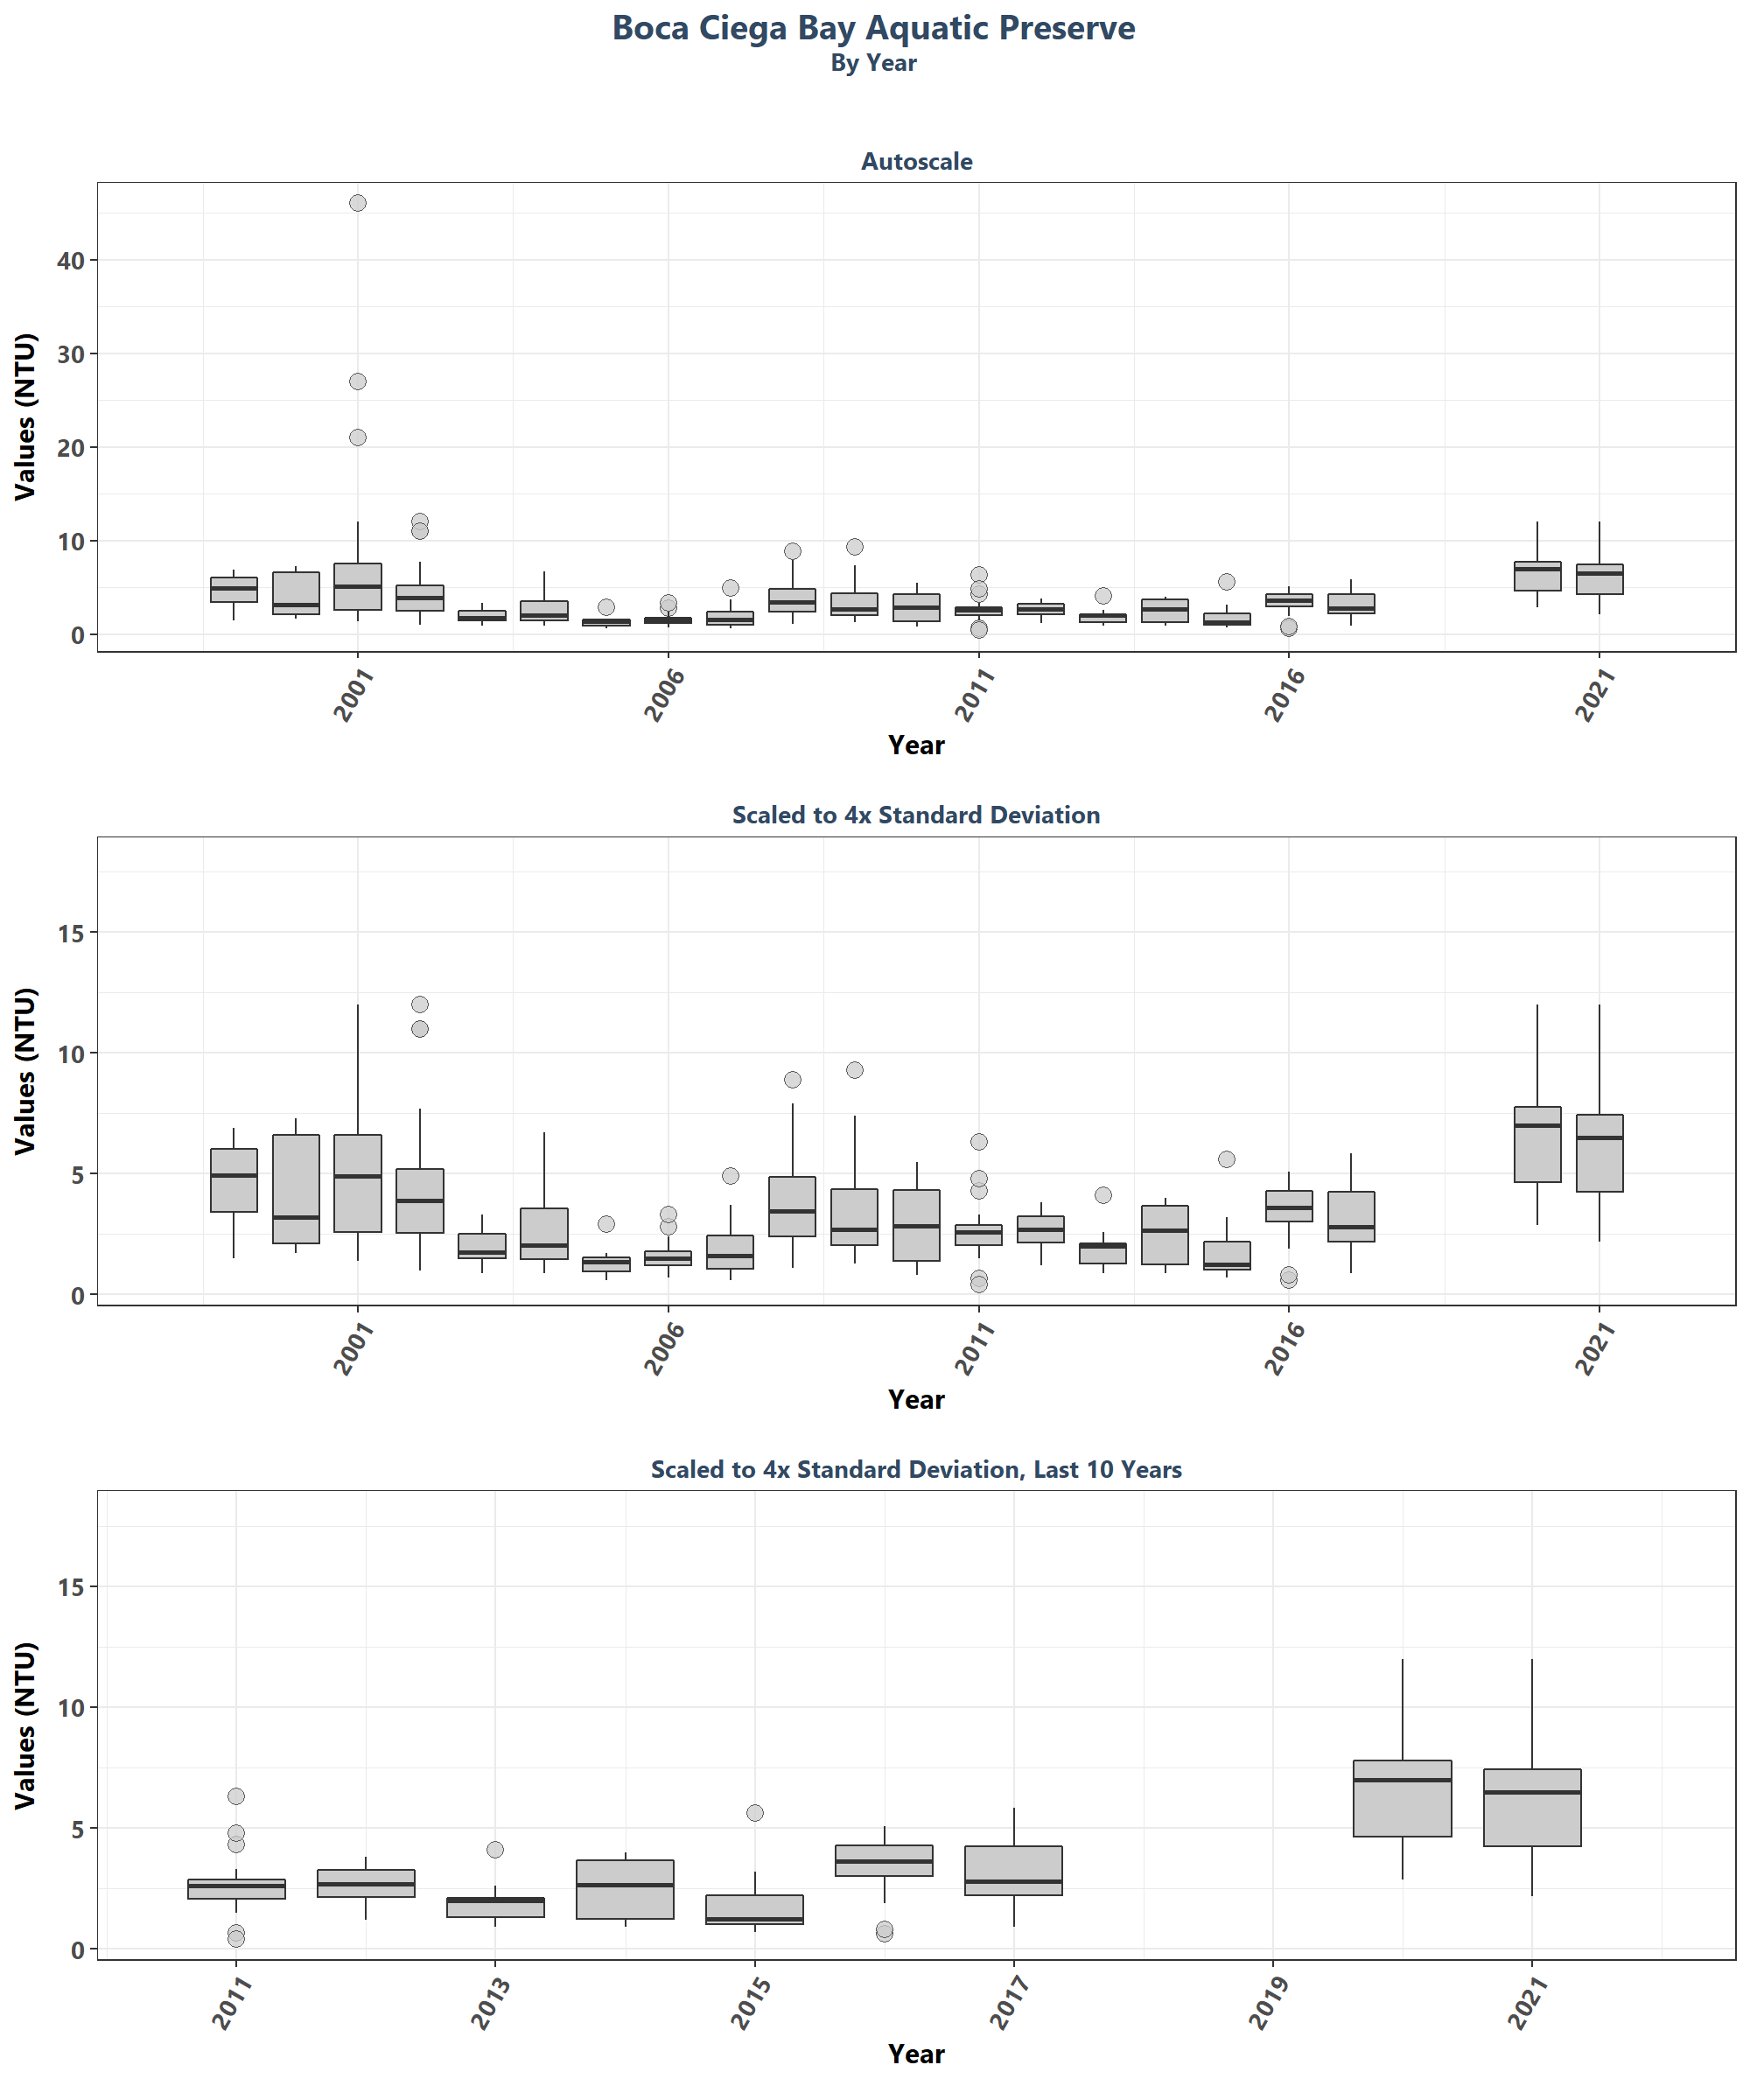 Boca Ciega Bay Aquatic Preserve
By Year
Autoscale
Values (NTU)
40
30
20
10
0
2001
2006
2011
2016
2021
Year
Scaled to 4x Standard Deviation
Values (NTU)
15
10
5
0
2001
2006
2011
2016
2021
Year
Scaled to 4x Standard Deviation, Last 10 Years
Values (NTU)
15
10
5
0
2011
2013
2015
2017
2019
2021
Year